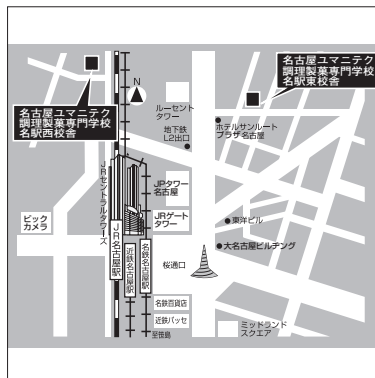 名古屋ユマニテク
調理製菓専門学校
名駅西校舎
N
ルーセント
タワー
地下鉄
L2出口
名古屋ユマニテク
調理製菓専門学校
名駅東校舎
ホテルサンルート
プラザ名古屋
JRセントラルタワーズ
JPタワー
名古屋
JRゲート
タワー
ビック
カメラ
JR名古屋駅
近鉄名古屋駅
名鉄名古屋駅
桜通口
東洋ビル
大名古屋ビルヂング
名鉄百貨店
近鉄パッセ
至笹島
ミッドランド
スクエア